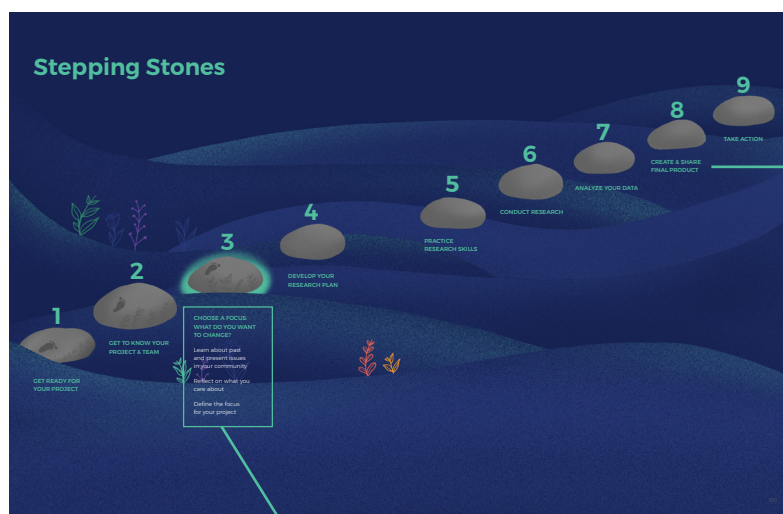 Stepping Stones
1
GET READY FOR
YOUR PROJECT
2
GET TO KNOW YOUR
PROJECT & TEAM
3
CHOOSE A FOCUS:
WHAT DO YOU WANT
TO CHANGE?
Learn about past
and present issues
in your community
Reflect on what you
care about
Define the focus
for your project
4
DEVELOP YOUR
RESEARCH PLAN
5
PRACTICE
RESEARCH SKILLS
6
CONDUCT RESEARCH
7
ANALYZE YOUR DATA
8
CREATE & SHARE
FINAL PRODUCT
9
TAKE ACTION